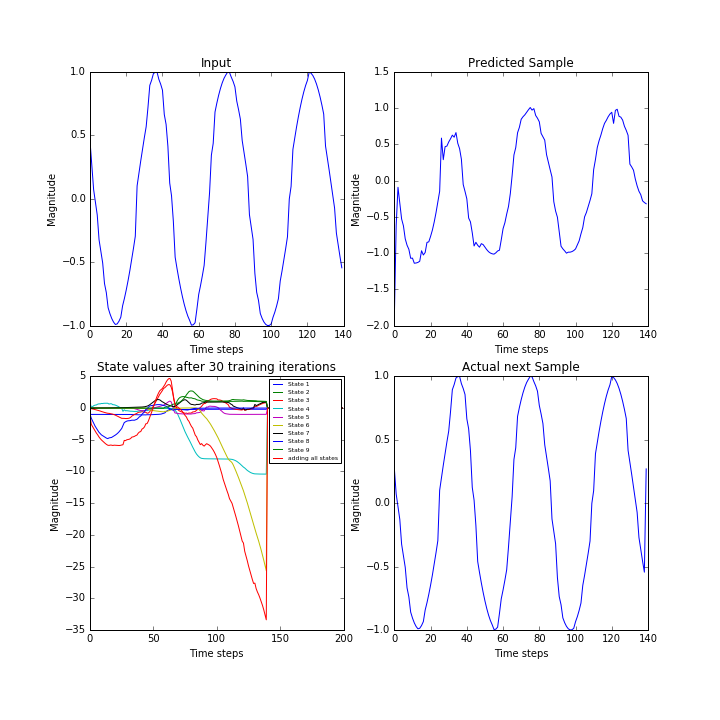 Input
1.0
0.5
0.0
−0.5
−1.0
Magnitude
0 20 40 60 80 100 120 140
Time steps
Predicted Sample
1.5
1.0
0.5
0.0
−0.5
−1.0
−1.5
−2.0
Magnitude
0 20 40 60 80 100 120 140
Time steps
State values after 30 training iterations
5
0
−5
−10
−15
−20
−25
−30
−35
Magnitude
0 50 100 150 200
Time steps
State 1
State 2
State 3
State 4
State 5
State 6
State 7
State 8
State 9
adding all states
Actual next Sample
1.0
0.5
0.0
−0.5
−1.0
Magnitude
0 20 40 60 80 100 120 140
Time steps